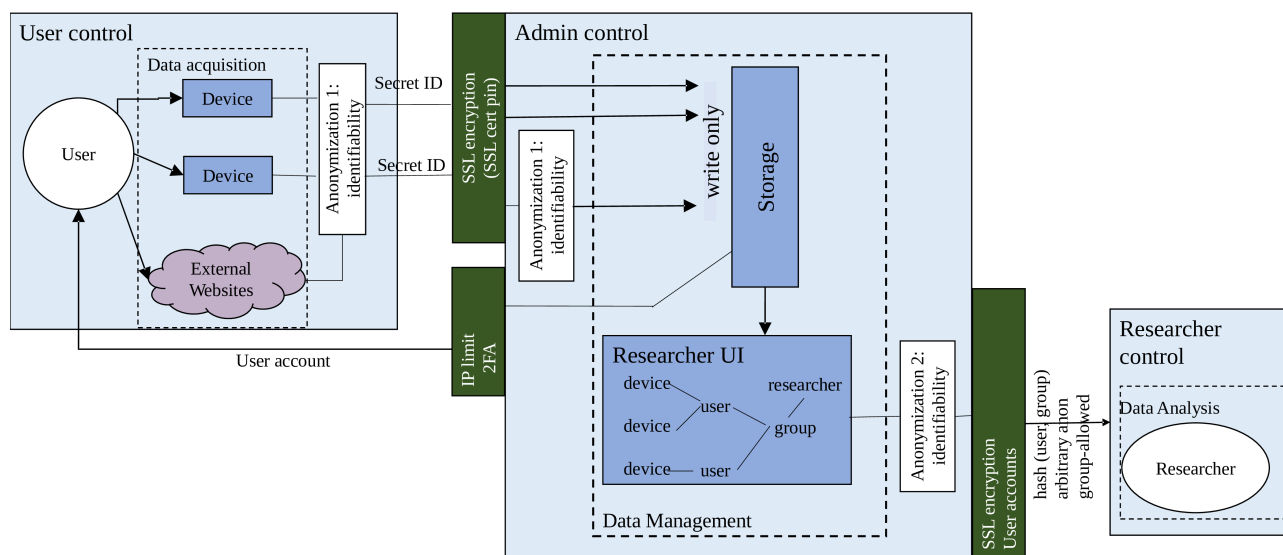 User control
Data acquisition
Device
Device
User
External
Websites
Anonymization 1:
identifiability
Secret ID
Secret ID
SSL encryption
(SSL cert pin)
IP limit
2FA
User account
Admin control
Anonymization 1:
identifiability
write only
Storage
Researcher UI
device
researcher
user
device
group
device
user
Data Management
Anonymization 2:
identifiability
SSL encryption
User accounts
hash (user, group)
arbitrary anon
group-allowed
Researcher
control
Data Analysis
Researcher